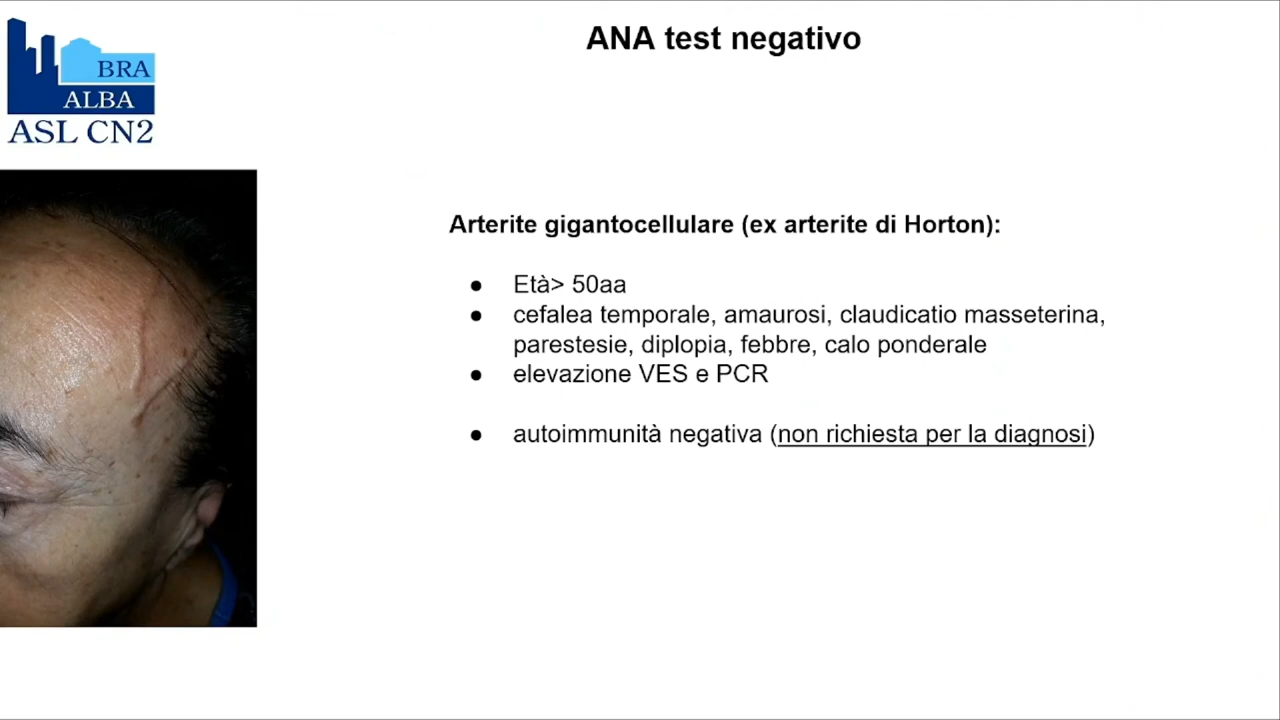 ANA test negativo
BRA
ALBA
ASL CN2
Arterite gigantocellulare (ex arterite di Horton):
● Età> 50aa
● cefalea temporale, amaurosi, claudicatio masseterina,
parestesie, diplopia, febbre, calo ponderale
● elevazione VES e PCR
● autoimmunità negativa (non richiesta per la diagnosi)